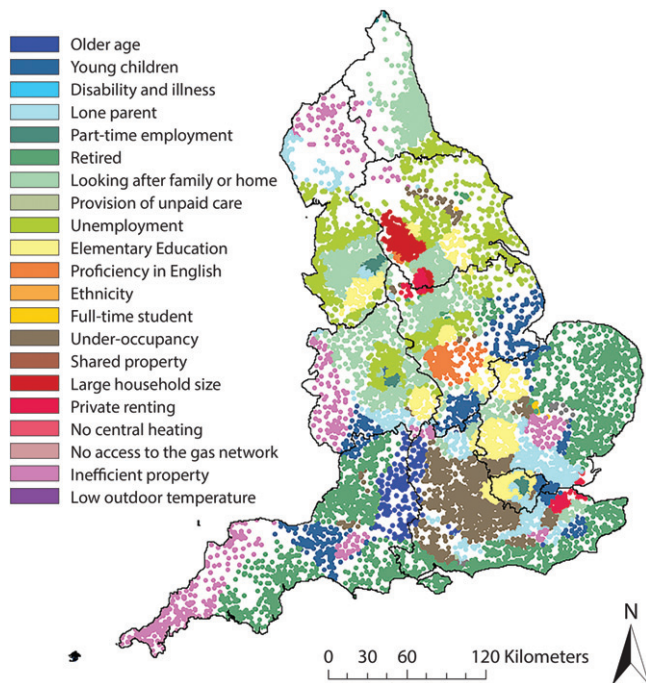 Older age
Young children
Disability and illness
Lone parent
Part-time employment
Retired
Looking after family or home
Provision of unpaid care
Unemployment
Elementary Education
Proficiency in English
Ethnicity
Full-time student
Under-occupancy
Shared property
Large household size
Private renting
No central heating
No access to the gas network
Inefficient property
Low outdoor temperature
N
0 30 60 120 Kilometers